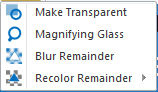 Make Transparent
Magnifying Glass
Blur Remainder
Recolor Remainder